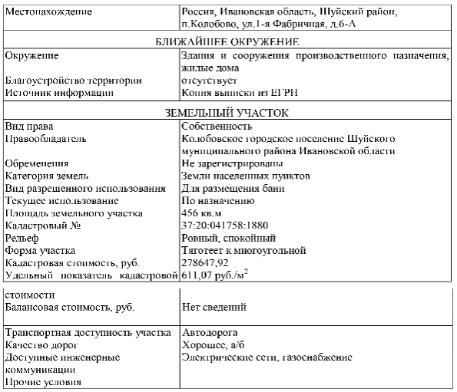 Местонахождение Россия, Ивановская область, Шуйский район,
п.Колобово, ул.1-я Фабричная, д.6-А
БЛИЖАЙШЕЕ ОКРУЖЕНИЕ
Окружение Здания и сооружения производственного назначения,
жилые дома
Благоустройство территории отсутствует
Источник информации Копия выписки из ЕГРН
ЗЕМЕЛЬНЫЙ УЧАСТОК
Вид права Собственность
Правообладатель Колобовское городское поселение Шуйского
муниципального района Ивановской области
Обременения Не зарегистрированы
Категория земель Земли населенных пунктов
Вид разрешенного использования Для размещения бани
Текущее использование По назначению
Площадь земельного участка 456 кв.м
Кадастровый № 37:20:041758:1880
Рельеф Ровный, спокойный
Форма участка Тяготеет к многоугольной
Кадастровая стоимость, руб. 278647,92
Удельный показатель кадастровой 611,07 руб./м²
стоимости
Балансовая стоимость, руб. Нет сведений
Транспортная доступность участка Автодорога
Качество дорог Хорошее, а/б
Доступные инженерные Электрические сети, газоснабжение
коммуникации
Прочие условия